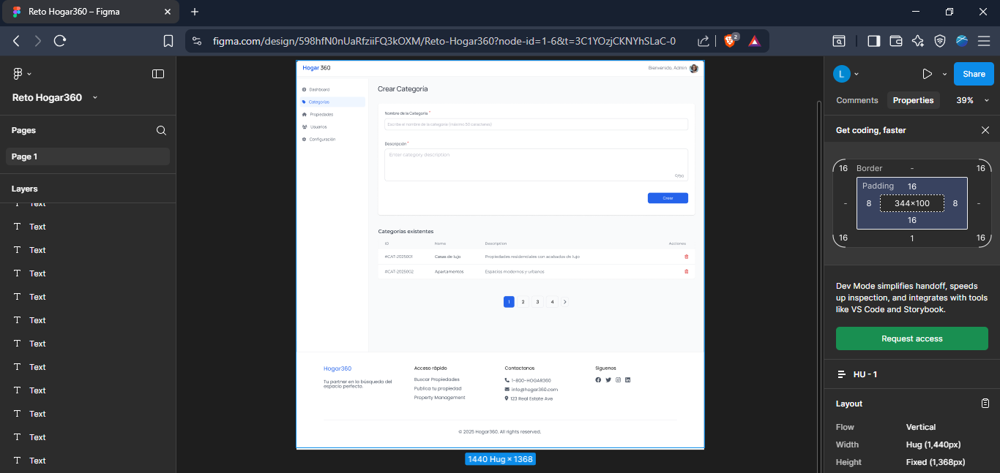 Reto Hogar360 – Figma
figma.com/design/598hfN0nUaRfziiFQ3kOXM/Reto-Hogar360?node-id=1-6&t=3C1YOzjCKNYhSLaC-0
2
Reto Hogar360
Pages
Page 1
Layers
Text
Text
Text
Text
Text
Text
Text
Text
Text
Text
Text
Text
Hogar 360
Bienvenido, Admin
Dashboard
Categorías
Propiedades
Usuarios
Configuración
Crear Categoría
Nombre de la Categoría *
Escribe el nombre de la categoría (máximo 50 caracteres)
Descripción *
Enter category description
0/90
Crear
Categorías existentes
ID Name Description Acciones
#CAT-2025001 Casas de lujo Propiedades residenciales con acabados de lujo
#CAT-2025002 Apartamentos Espacios modernos y urbanos
1 2 3 4
Hogar360
Tu partner en la búsqueda del
espacio perfecto.
Acceso rápido
Buscar Propiedades
Publica tu propiedad
Property Management
Contactanos
1-800-HOGAR360
info@hogar360.com
123 Real Estate Ave
Siguenos
© 2025 Hogar360. All rights reserved.
1440 Hug × 1368
L
Share
Comments
Properties
39%
Get coding, faster
16 Border - 16
Padding 16
- 8 344×100 8 -
16
16 1 16
Dev Mode simplifies handoff, speeds
up inspection, and integrates with tools
like VS Code and Storybook.
Request access
HU - 1
Layout
Flow Vertical
Width Hug (1,440px)
Height Fixed (1,368px)